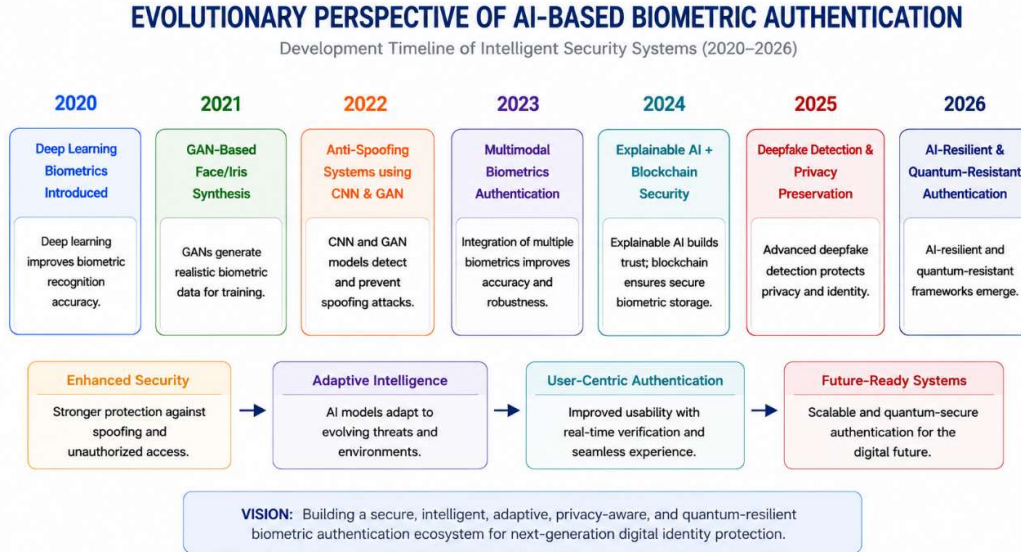 EVOLUTIONARY PERSPECTIVE OF AI-BASED BIOMETRIC AUTHENTICATION
Development Timeline of Intelligent Security Systems (2020–2026)
2020
Deep Learning
Biometrics
Introduced
Deep learning
improves biometric
recognition
accuracy.
2021
GAN-Based
Face/Iris
Synthesis
GANs generate
realistic biometric
data for training.
2022
Anti-Spoofing
Systems using
CNN & GAN
CNN and GAN
models detect
and prevent
spoofing attacks.
2023
Multimodal
Biometrics
Authentication
Integration of multiple
biometrics improves
accuracy and
robustness.
2024
Explainable AI +
Blockchain
Security
Explainable AI builds
trust; blockchain
ensures secure
biometric storage.
2025
Deepfake Detection &
Privacy
Preservation
Advanced deepfake
detection protects
privacy and identity.
2026
AI-Resilient &
Quantum-Resistant
Authentication
AI-resilient and
quantum-resistant
frameworks emerge.
Enhanced Security
Stronger protection against
spoofing and
unauthorized access.
Adaptive Intelligence
AI models adapt to
evolving threats and
environments.
User-Centric Authentication
Improved usability with
real-time verification and
seamless experience.
Future-Ready Systems
Scalable and quantum-secure
authentication for the
digital future.
VISION: Building a secure, intelligent, adaptive, privacy-aware, and quantum-resilient
biometric authentication ecosystem for next-generation digital identity protection.